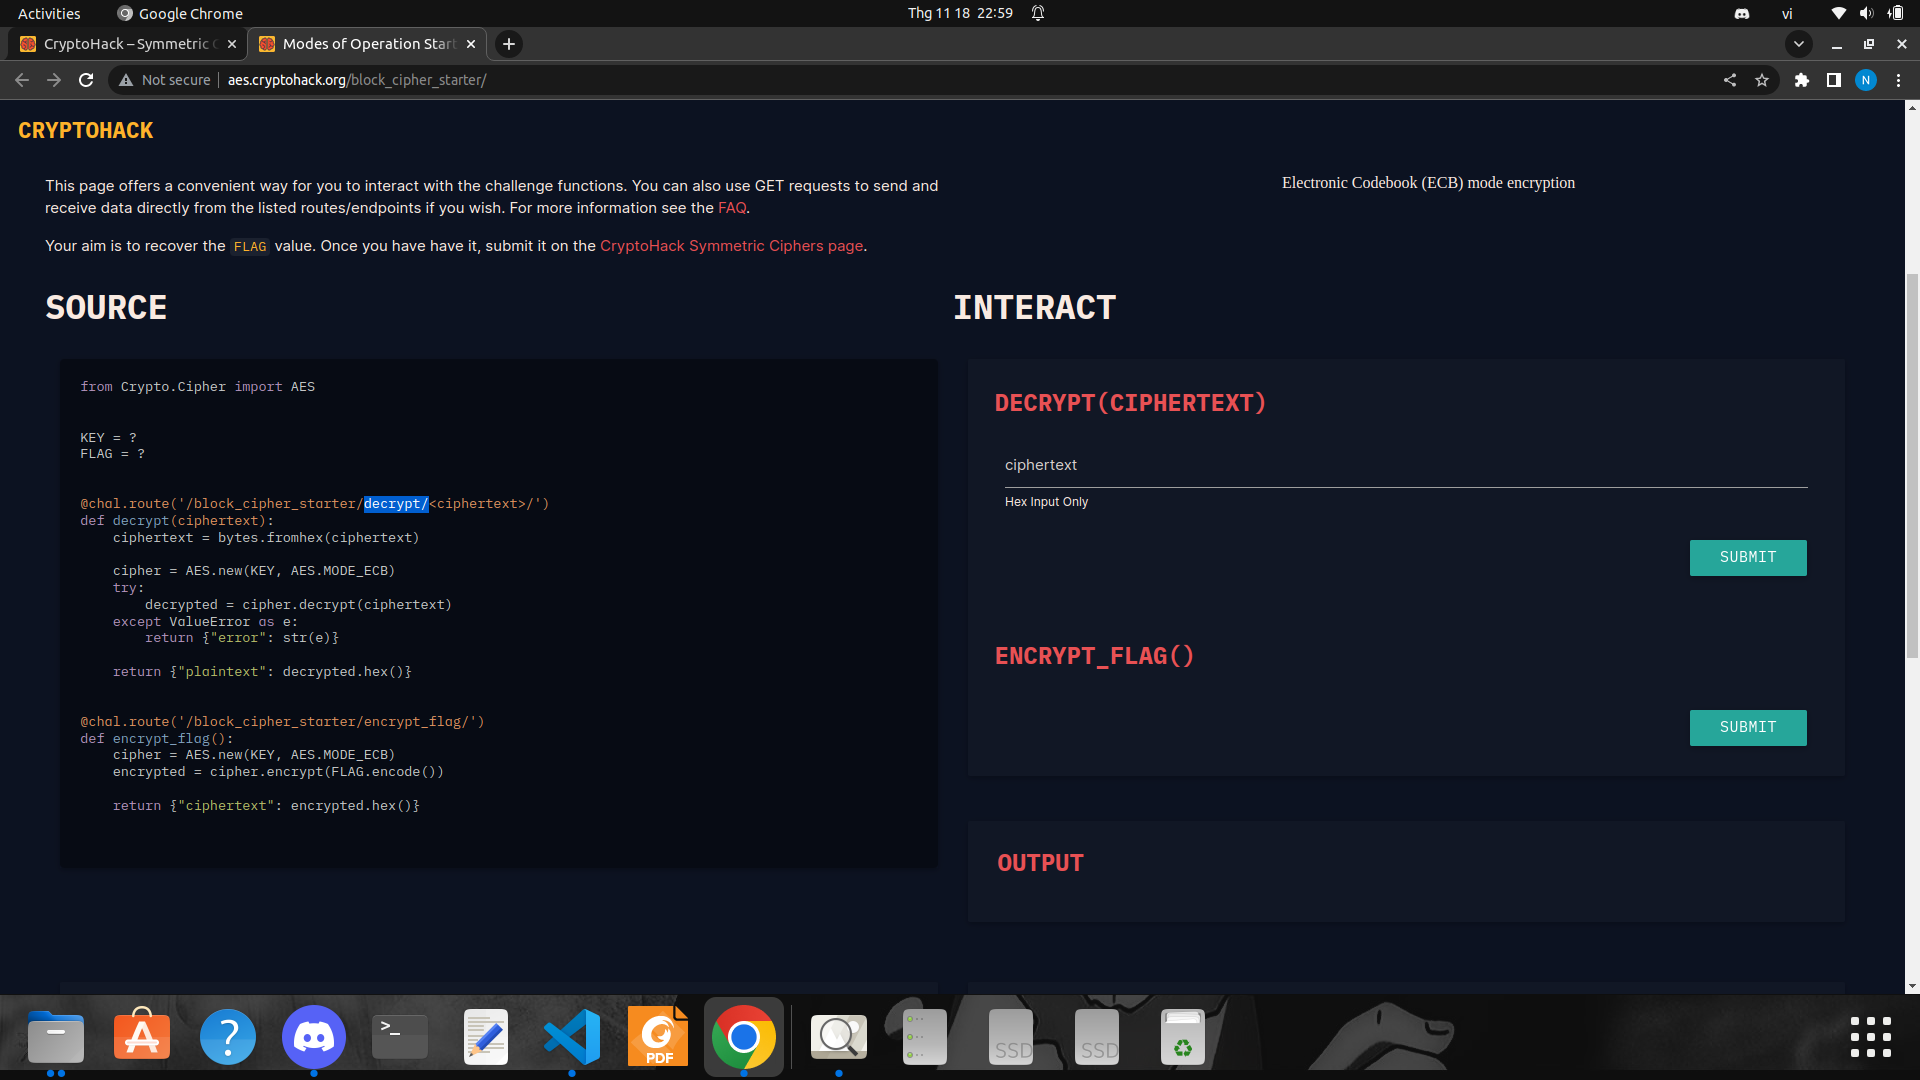 Activities
Google Chrome
Thg 11 18 22:59
vi
CryptoHack – Symmetric C
Modes of Operation Star
Not secure
aes.cryptohack.org/block_cipher_starter/
N
CRYPTOHACK
This page offers a convenient way for you to interact with the challenge functions. You can also use GET requests to send and
receive data directly from the listed routes/endpoints if you wish. For more information see the FAQ.
Your aim is to recover the FLAG value. Once you have have it, submit it on the CryptoHack Symmetric Ciphers page.
Electronic Codebook (ECB) mode encryption
SOURCE
from Crypto.Cipher import AES
KEY = ?
FLAG = ?
@chal.route('/block_cipher_starter/decrypt/<ciphertext>/')
def decrypt(ciphertext):
ciphertext = bytes.fromhex(ciphertext)
cipher = AES.new(KEY, AES.MODE_ECB)
try:
decrypted = cipher.decrypt(ciphertext)
except ValueError as e:
return {"error": str(e)}
return {"plaintext": decrypted.hex()}
@chal.route('/block_cipher_starter/encrypt_flag/')
def encrypt_flag():
cipher = AES.new(KEY, AES.MODE_ECB)
encrypted = cipher.encrypt(FLAG.encode())
return {"ciphertext": encrypted.hex()}
INTERACT
DECRYPT(CIPHERTEXT)
ciphertext
Hex Input Only
SUBMIT
ENCRYPT_FLAG()
SUBMIT
OUTPUT
>_
PDF
SSD
SSD